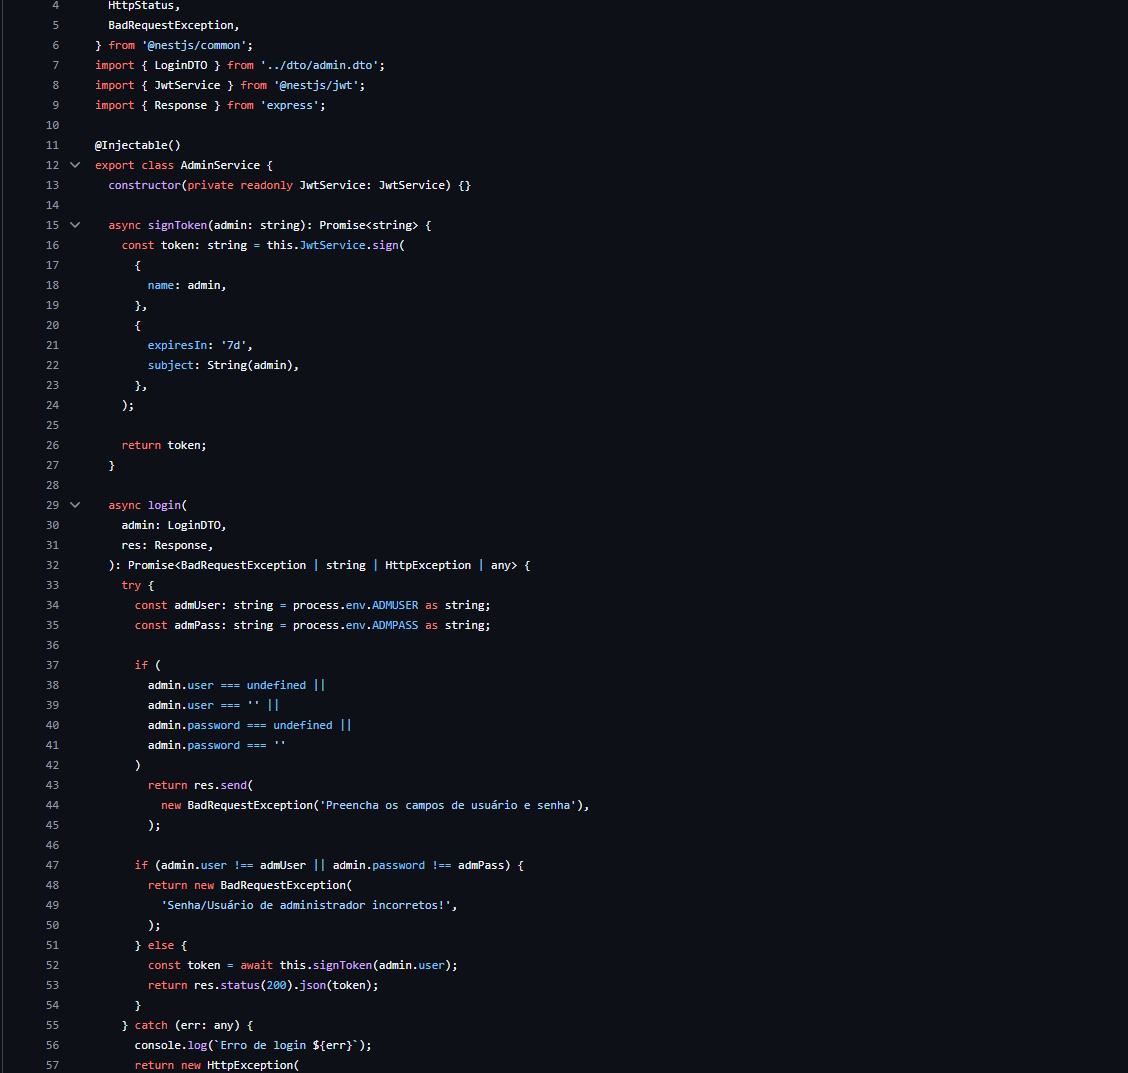 4 HttpStatus,
5 BadRequestException,
6 } from '@nestjs/common';
7 import { LoginDTO } from '../dto/admin.dto';
8 import { JwtService } from '@nestjs/jwt';
9 import { Response } from 'express';
10
11 @Injectable()
12 export class AdminService {
13 constructor(private readonly JwtService: JwtService) {}
14
15 async signToken(admin: string): Promise<string> {
16 const token: string = this.JwtService.sign(
17 {
18 name: admin,
19 },
20 {
21 expiresIn: '7d',
22 subject: String(admin),
23 },
24 );
25
26 return token;
27 }
28
29 async login(
30 admin: LoginDTO,
31 res: Response,
32 ): Promise<BadRequestException | string | HttpException | any> {
33 try {
34 const admUser: string = process.env.ADMUSER as string;
35 const admPass: string = process.env.ADMPASS as string;
36
37 if (
38 admin.user === undefined ||
39 admin.user === '' ||
40 admin.password === undefined ||
41 admin.password === ''
42 )
43 return res.send(
44 new BadRequestException('Preencha os campos de usuário e senha'),
45 );
46
47 if (admin.user !== admUser || admin.password !== admPass) {
48 return new BadRequestException(
49 'Senha/Usuário de administrador incorretos!',
50 );
51 } else {
52 const token = await this.signToken(admin.user);
53 return res.status(200).json(token);
54 }
55 } catch (err: any) {
56 console.log(`Erro de login ${err}`);
57 return new HttpException(